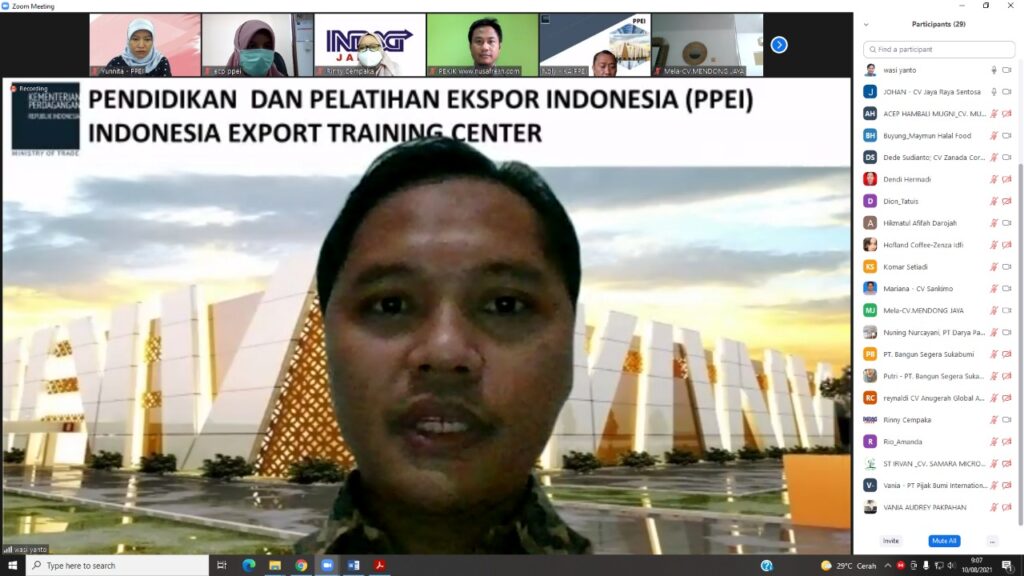 Zoom Meeting
PPEI
INDAG
JA
Yunnita - PPEI
eco ppei
Rinny Cempaka
PEKIK www.nusafresh.com
Mela-CV.MENDONG JAYA
Recording
KEMENTERIAN
PERDAGANGAN
REPUBLIK INDONESIA
MINISTRY OF TRADE
PENDIDIKAN DAN PELATIHAN EKSPOR INDONESIA (PPEI)
INDONESIA EXPORT TRAINING CENTER
wasi yanto
Participants (29)
Find a participant
wasi yanto
J JOHAN - CV Jaya Raya Sentosa
AH ACEP HAMBALI MUGNI_CV. MU...
BH Buyung_Maymun Halal Food
DS Dede Sudianto; CV Zanada Cor...
Dendi Hermadi
D Dion_Tatuis
A Hikmatul Afifah Darojah
Hofland Coffee-Zenza Idfi
KS Komar Setiadi
Mariana - CV Sankimo
MJ Mela-CV.MENDONG JAYA
Nuning Nurcayani, PT Darya Pa...
PB PT. Bangun Segera Sukabumi
Putri - PT. Bangun Segera Suka...
RC reynaldi CV Anugerah Global A...
INDAG Rinny Cempaka
R Rio_Amanda
ST IRVAN _CV. SAMARA MICRO...
V- Vania - PT Pijak Bumi Internation...
VANIA AUDREY PAKPAHAN
Invite
Mute All
...
Type here to search
29°C Cerah
9:07
10/08/2021